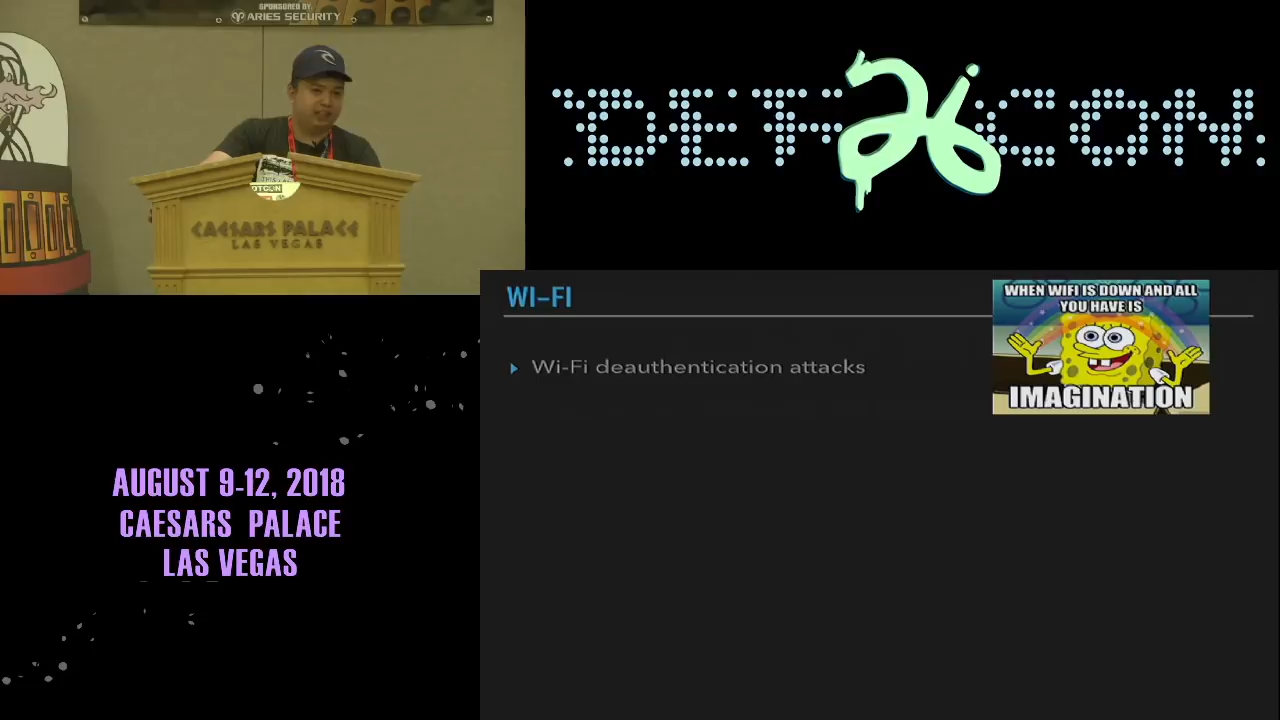 SPONSORED BY:
ARIES SECURITY
CAESARS PALACE
LAS VEGAS
DEF CON
26
WI-FI
Wi-Fi deauthentication attacks
WHEN WIFI IS DOWN AND ALL
YOU HAVE IS
IMAGINATION
AUGUST 9-12, 2018
CAESARS PALACE
LAS VEGAS